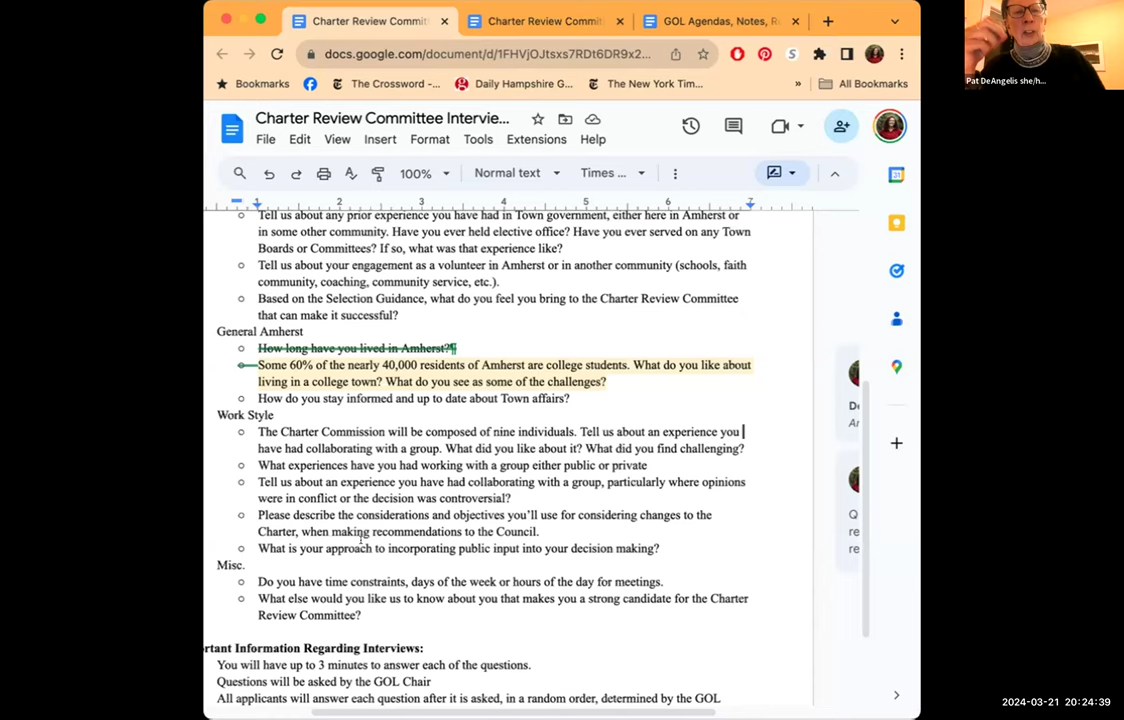 Charter Review Committ
Charter Review Commit
GOL Agendas, Notes, R
docs.google.com/document/d/1FHVjOJtsxs7RDt6DR9x2...
Bookmarks
The Crossword -...
Daily Hampshire G...
The New York Tim...
»
All Bookmarks
Charter Review Committee Intervie...
File Edit View Insert Format Tools Extensions Help
100%
Normal text
Times ...
1 2 3 4 5 6 7
Tell us about any prior experience you have had in Town government, either here in Amherst or
in some other community. Have you ever held elective office? Have you ever served on any Town
Boards or Committees? If so, what was that experience like?
Tell us about your engagement as a volunteer in Amherst or in another community (schools, faith
community, coaching, community service, etc.).
Based on the Selection Guidance, what do you feel you bring to the Charter Review Committee
that can make it successful?
General Amherst
How long have you lived in Amherst?¶
Some 60% of the nearly 40,000 residents of Amherst are college students. What do you like about
living in a college town? What do you see as some of the challenges?
How do you stay informed and up to date about Town affairs?
Work Style
The Charter Commission will be composed of nine individuals. Tell us about an experience you
have had collaborating with a group. What did you like about it? What did you find challenging?
What experiences have you had working with a group either public or private
Tell us about an experience you have had collaborating with a group, particularly where opinions
were in conflict or the decision was controversial?
Please describe the considerations and objectives you'll use for considering changes to the
Charter, when making recommendations to the Council.
What is your approach to incorporating public input into your decision making?
Misc.
Do you have time constraints, days of the week or hours of the day for meetings.
What else would you like us to know about you that makes you a strong candidate for the Charter
Review Committee?
rtant Information Regarding Interviews:
You will have up to 3 minutes to answer each of the questions.
Questions will be asked by the GOL Chair
All applicants will answer each question after it is asked, in a random order, determined by the GOL
Pat DeAngelis she/h...
2024-03-21 20:24:39